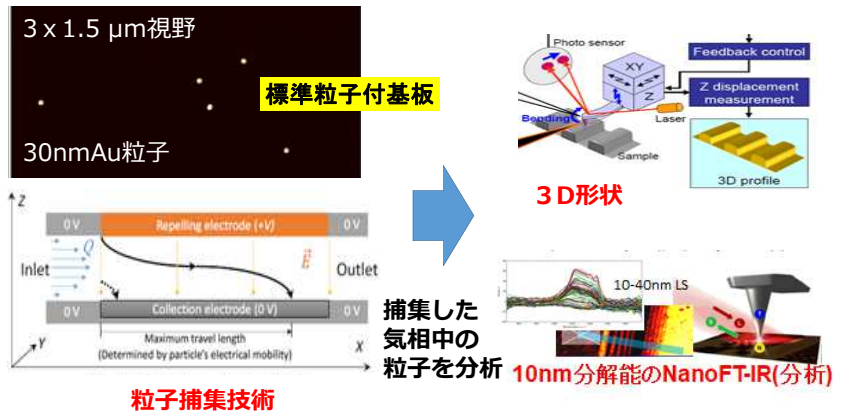 3 x 1.5 μm視野
標準粒子付基板
30nmAu粒子
Z
0 V
Repelling electrode (+V)
0 V
Q
E
Inlet
Outlet
0 V
Collection electrode (0 V)
0 V
Maximum travel length
(Determined by particle's electrical mobility)
Y
X
粒子捕集技術
捕集した
気相中の
粒子を分析
Photo sensor
XY
Z
Feedback control
Z displacement
measurement
Bending
Laser
Sample
3D profile
３D形状
10-40nm LS
10nm分解能のNanoFT-IR(分析)